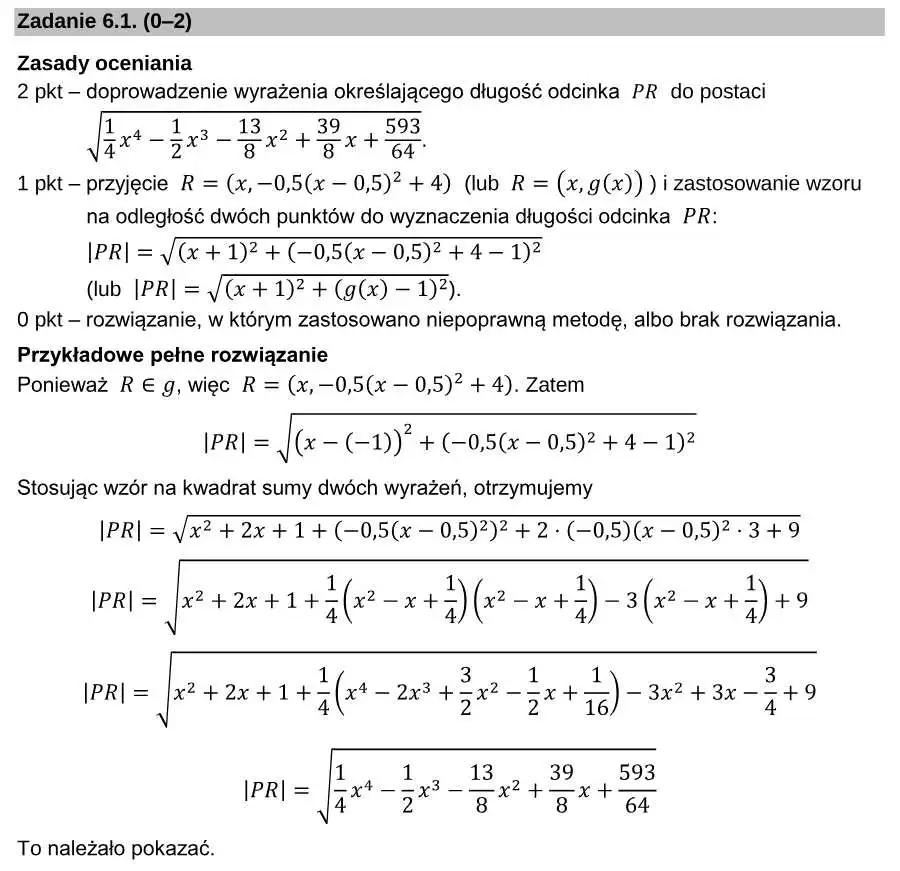 Zadanie 6.1. (0–2)
Zasady oceniania
2 pkt – doprowadzenie wyrażenia określającego długość odcinka PR do postaci
√(1/4 x⁴ − 1/2 x³ − 13/8 x² + 39/8 x + 593/64).
1 pkt – przyjęcie R = (x, −0,5(x − 0,5)² + 4) (lub R = (x, g(x)) ) i zastosowanie wzoru
na odległość dwóch punktów do wyznaczenia długości odcinka PR:
|PR| = √((x + 1)² + (−0,5(x − 0,5)² + 4 − 1)²)
(lub |PR| = √((x + 1)² + (g(x) − 1)²)).
0 pkt – rozwiązanie, w którym zastosowano niepoprawną metodę, albo brak rozwiązania.
Przykładowe pełne rozwiązanie
Ponieważ R ∈ g, więc R = (x, −0,5(x − 0,5)² + 4). Zatem
|PR| = √((x − (−1))² + (−0,5(x − 0,5)² + 4 − 1)²)
Stosując wzór na kwadrat sumy dwóch wyrażeń, otrzymujemy
|PR| = √(x² + 2x + 1 + (−0,5(x − 0,5)²)² + 2 · (−0,5)(x − 0,5)² · 3 + 9)
|PR| = √(x² + 2x + 1 + 1/4 (x² − x + 1/4)(x² − x + 1/4) − 3(x² − x + 1/4) + 9)
|PR| = √(x² + 2x + 1 + 1/4 (x⁴ − 2x³ + 3/2 x² − 1/2 x + 1/16) − 3x² + 3x − 3/4 + 9)
|PR| = √(1/4 x⁴ − 1/2 x³ − 13/8 x² + 39/8 x + 593/64)
To należało pokazać.